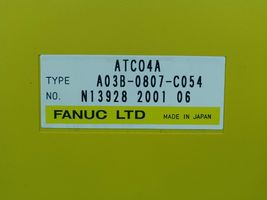 ATC04A
TYPE A03B-0807-C054
NO. N13928 2001 06
FANUC LTD MADE IN JAPAN